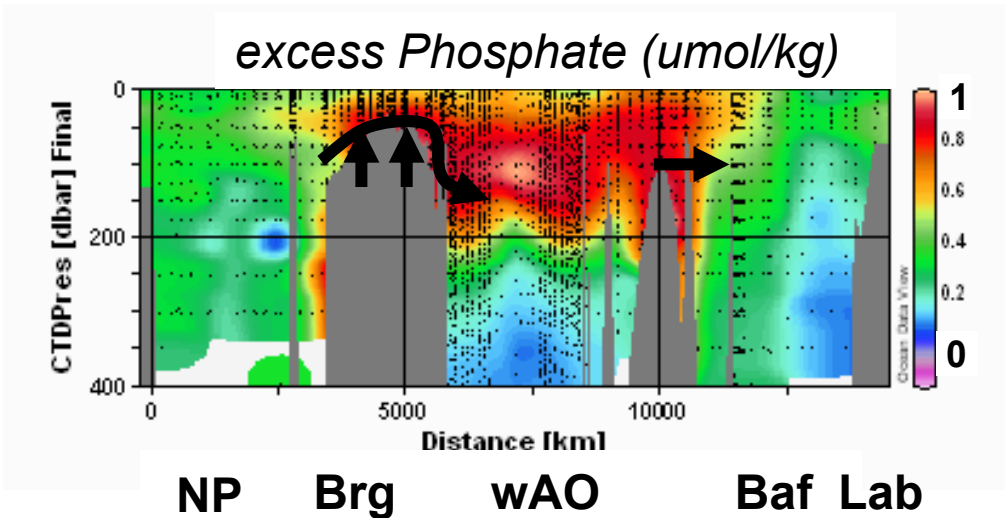 excess Phosphate (umol/kg)
CTDPres [dbar] Final
0
200
400
0
5000
10000
Distance [km]
1
0.8
0.6
0.4
0.2
0
Ocean Data View
NP Brg wAO Baf Lab